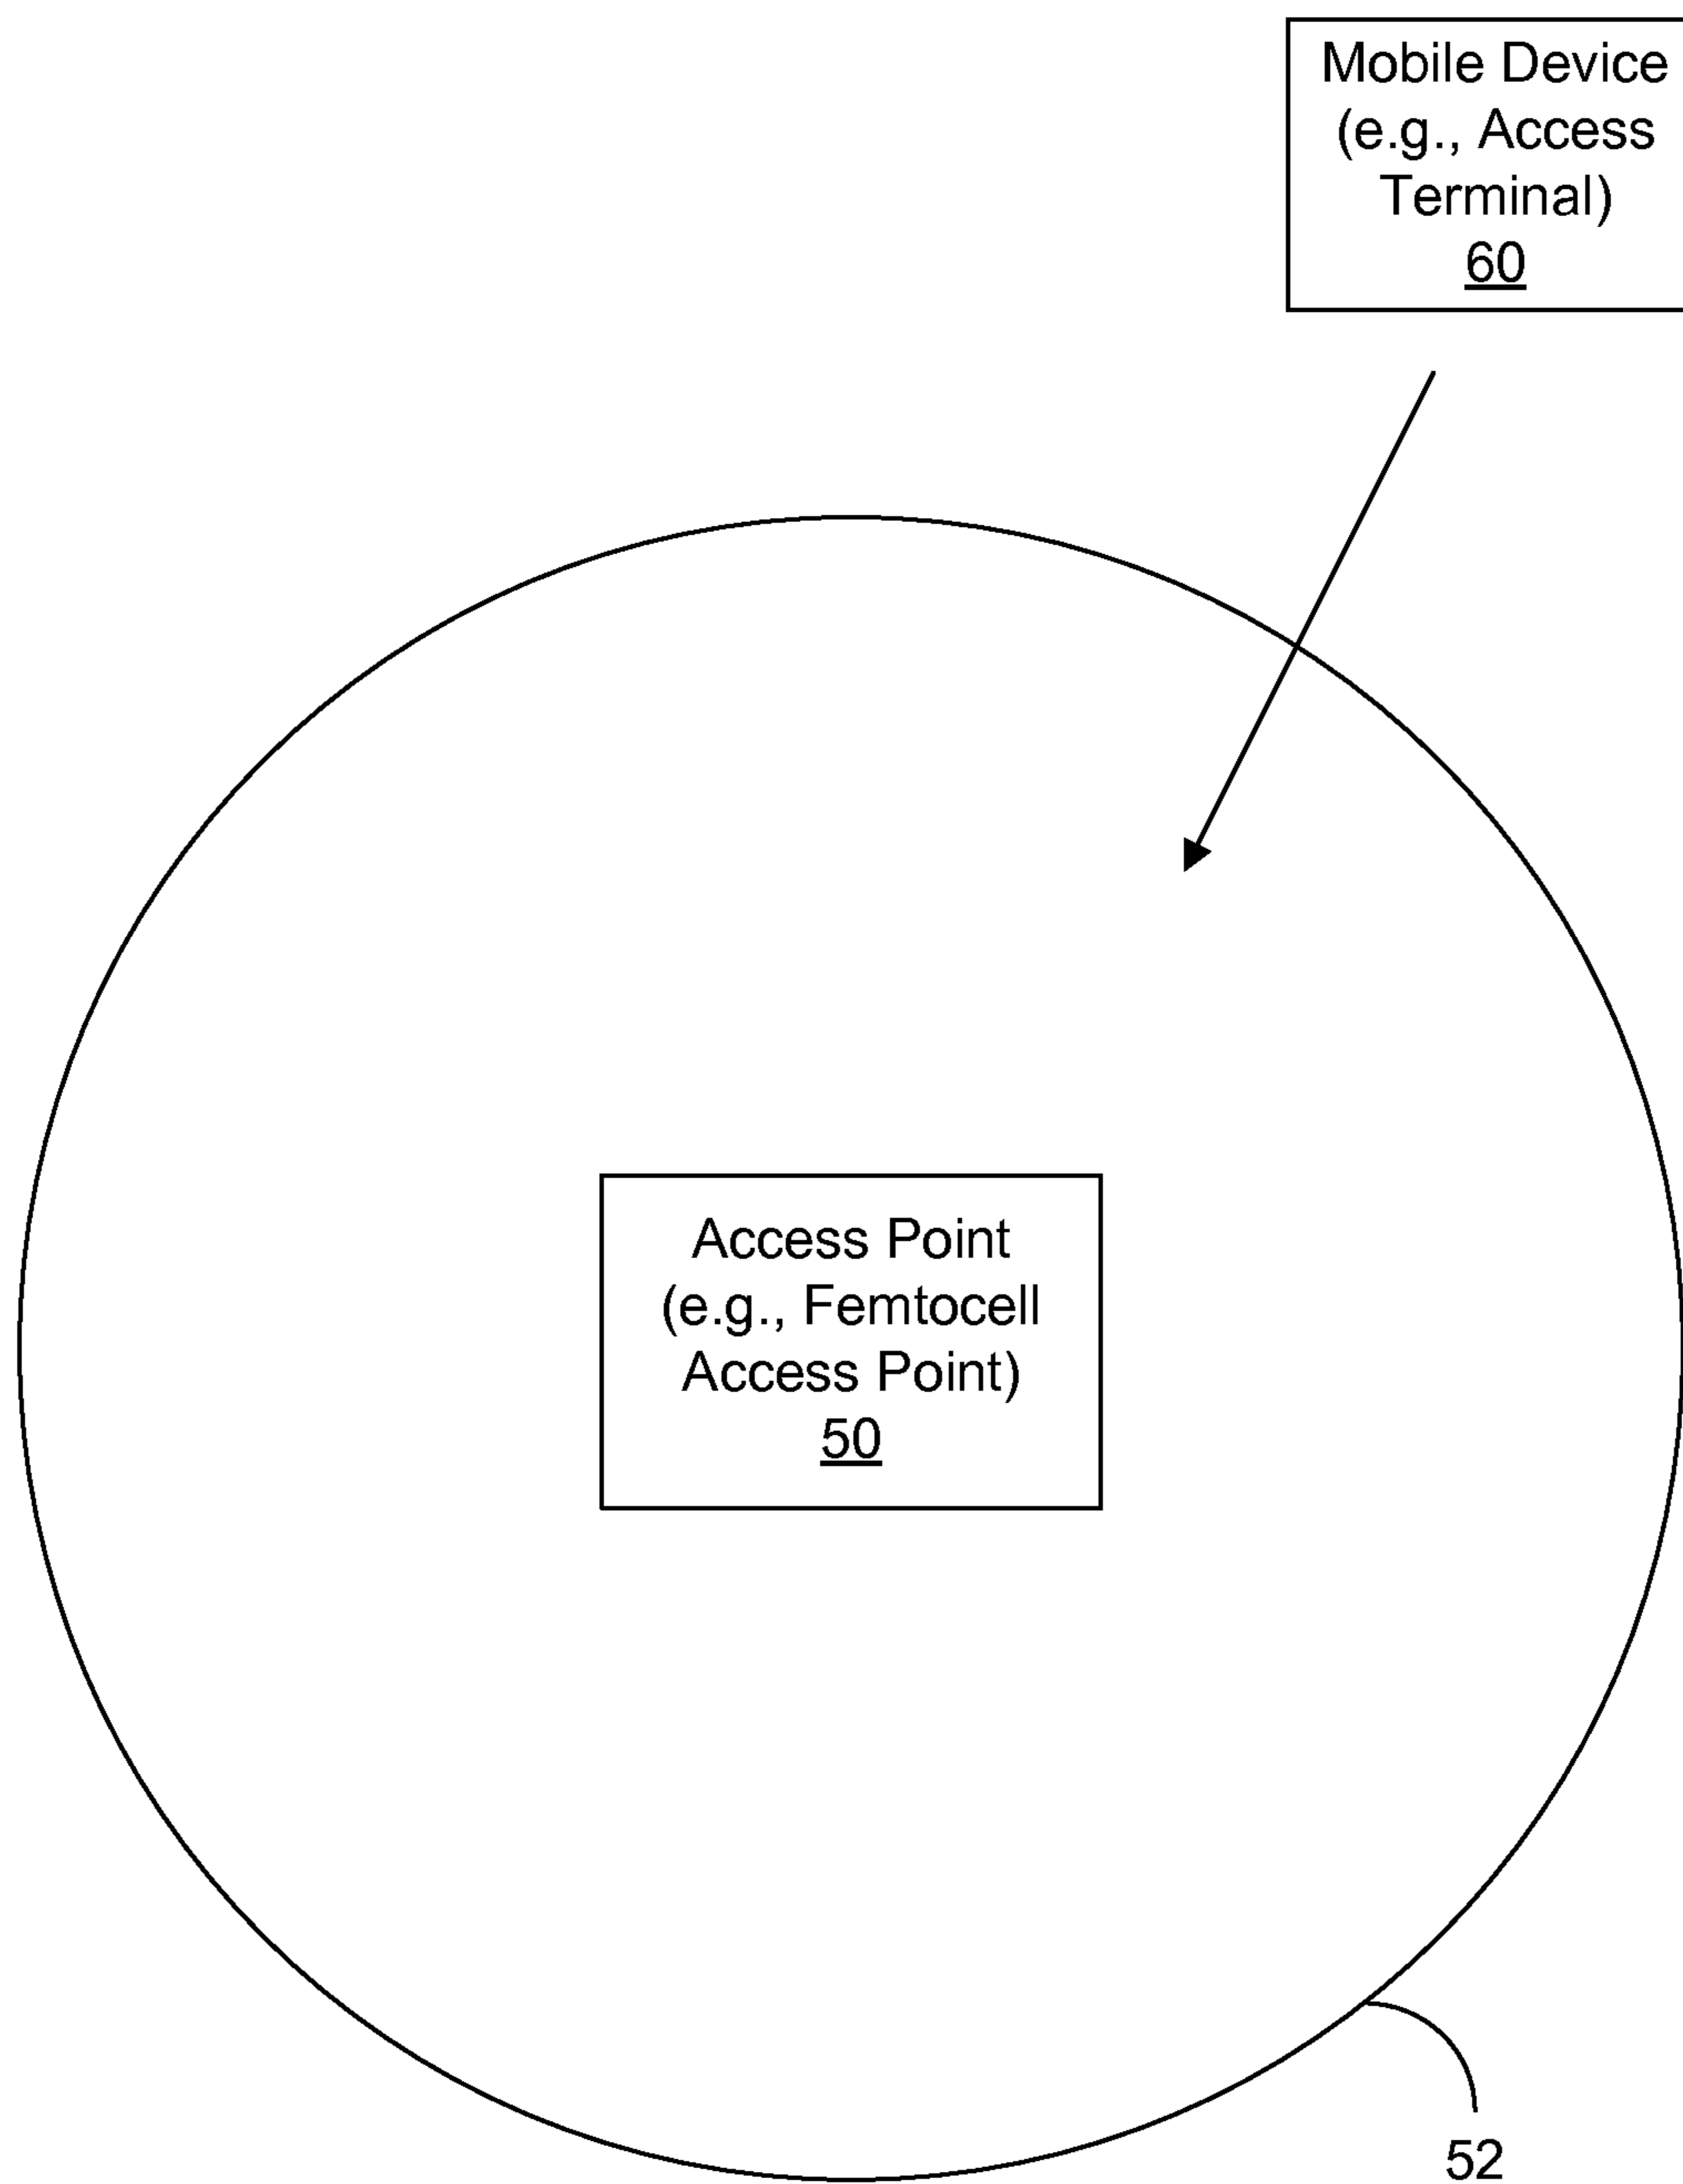 Mobile Device
(e.g., Access
Terminal)
60
Access Point
(e.g., Femtocell
Access Point)
50
52